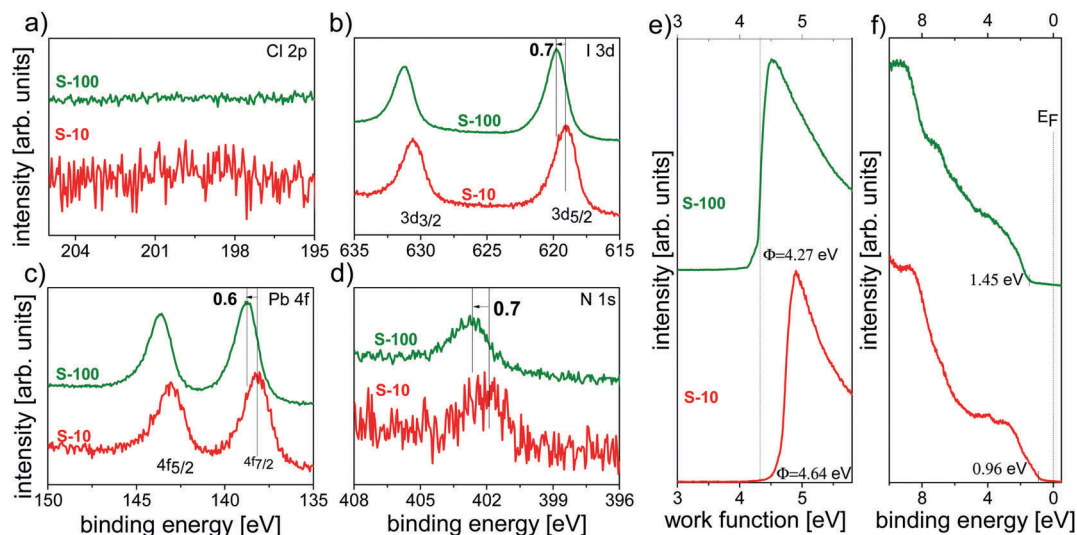 a)
Cl 2p
S-100
S-10
intensity [arb. units]
204 201 198 195
b)
I 3d
0.7
S-100
S-10
3d3/2
3d5/2
635 630 625 620 615
c)
Pb 4f
0.6
S-100
S-10
4f5/2
4f7/2
intensity [arb. units]
150 145 140 135
binding energy [eV]
d)
N 1s
0.7
S-100
S-10
408 405 402 399 396
binding energy [eV]
e)
3 4 5
intensity [arb. units]
S-100
Φ=4.27 eV
S-10
Φ=4.64 eV
3 4 5
work function [eV]
f)
8 4 0
EF
intensity [arb. units]
1.45 eV
0.96 eV
8 4 0
binding energy [eV]